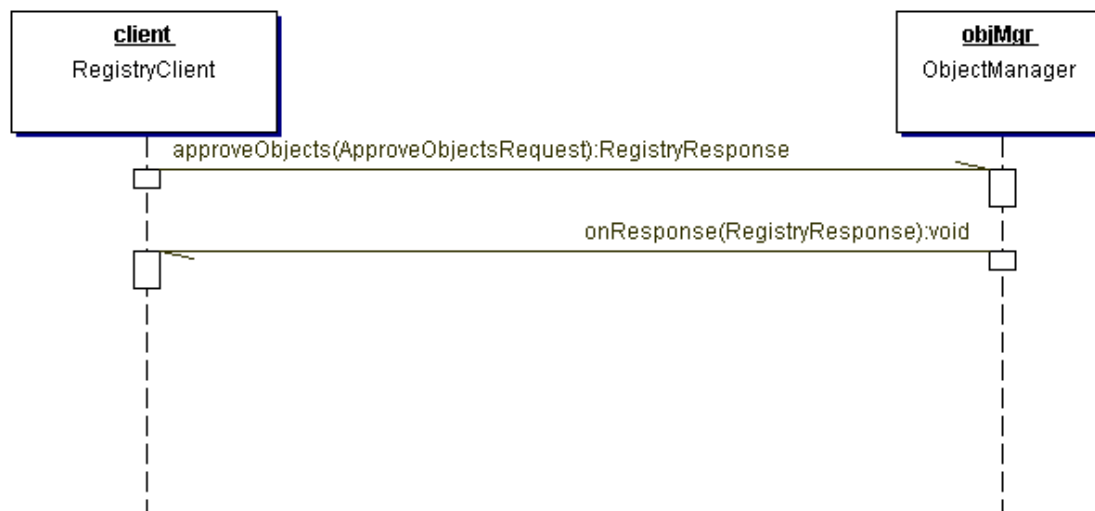 client
RegistryClient
objMgr
ObjectManager
approveObjects(ApproveObjectsRequest):RegistryResponse
onResponse(RegistryResponse):void